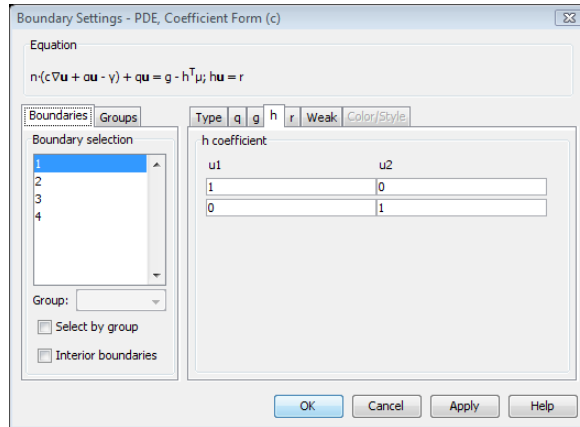 Boundary Settings - PDE, Coefficient Form (c)
Equation
n·(c∇u + αu - γ) + qu = g - hᵀμ; hu = r
Boundaries Groups
Boundary selection
1
2
3
4
Group:
Select by group
Interior boundaries
Type q g h r Weak Color/Style
h coefficient
u1 u2
1 0
0 1
OK Cancel Apply Help